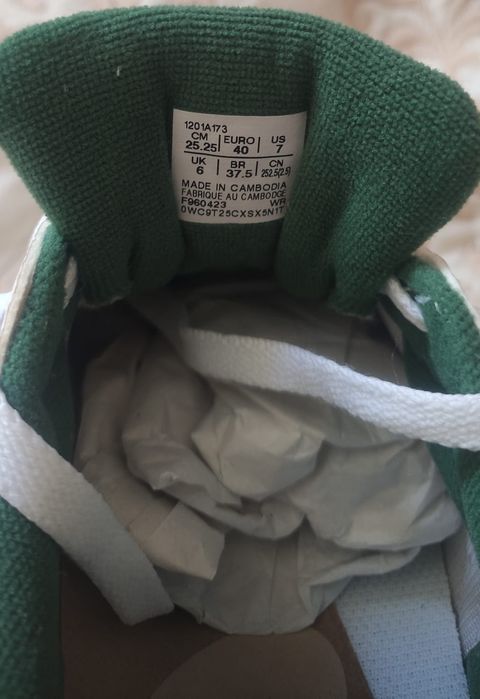 1201A173
CM EURO US
25.25 40 7
UK BR CN
6 37.5 252.5(2.5)
MADE IN CAMBODIA
FABRIQUE AU CAMBODGE
F960423 WR
0WC9T25CXSX5N1T